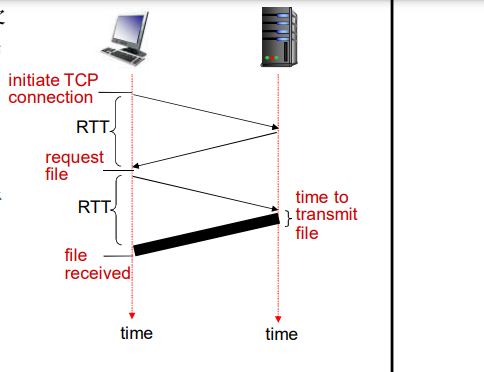 initiate TCP
connection
RTT
request
file
RTT
time to
transmit
file
file
received
time
time